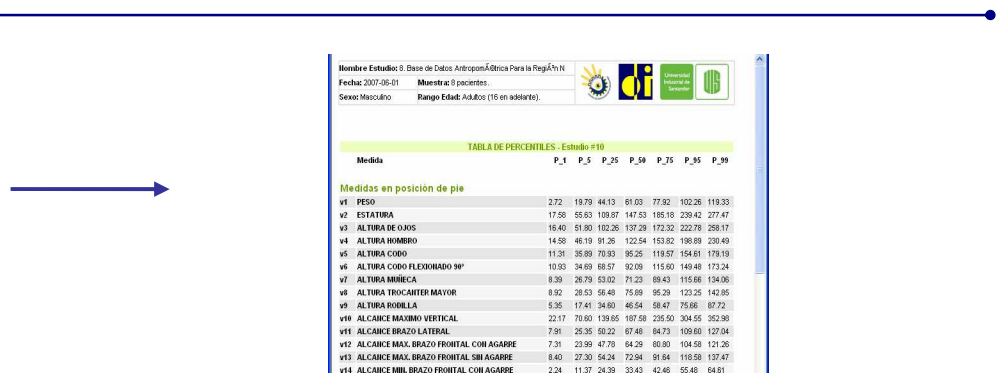 Nombre Estudio: 8. Base de Datos AntropomÃ©trica Para la RegiÃ³n N
Fecha: 2007-06-01 Muestra: 8 pacientes.
Sexo: Masculino Rango Edad: Adultos (16 en adelante).
Universidad
Industrial de
Santander
TABLA DE PERCENTILES - Estudio #10
Medida P_1 P_5 P_25 P_50 P_75 P_95 P_99
Medidas en posición de pie
v1 PESO 2.72 19.79 44.13 61.03 77.92 102.26 119.33
v2 ESTATURA 17.58 55.63 109.87 147.53 185.18 239.42 277.47
v3 ALTURA DE OJOS 16.40 51.80 102.26 137.29 172.32 222.78 258.17
v4 ALTURA HOMBRO 14.58 46.19 91.26 122.54 153.82 198.89 230.49
v5 ALTURA CODO 11.31 35.89 70.93 95.25 119.57 154.61 179.19
v6 ALTURA CODO FLEXIONADO 90º 10.93 34.69 68.57 92.09 115.60 149.48 173.24
v7 ALTURA MUÑECA 8.39 26.79 53.02 71.23 89.43 115.66 134.06
v8 ALTURA TROCANTER MAYOR 8.92 28.53 56.48 75.89 95.29 123.25 142.85
v9 ALTURA RODILLA 5.35 17.41 34.60 46.54 58.47 75.66 87.72
v10 ALCANCE MAXIMO VERTICAL 22.17 70.60 139.65 187.58 235.50 304.55 352.98
v11 ALCANCE BRAZO LATERAL 7.91 25.35 50.22 67.48 84.73 109.60 127.04
v12 ALCANCE MAX. BRAZO FRONTAL CON AGARRE 7.31 23.99 47.78 64.29 80.80 104.58 121.26
v13 ALCANCE MAX. BRAZO FRONTAL SIN AGARRE 8.40 27.30 54.24 72.94 91.64 118.58 137.47
v14 ALCANCE MIN. BRAZO FRONTAL CON AGARRE 2.24 11.37 24.39 33.43 42.46 55.48 64.61